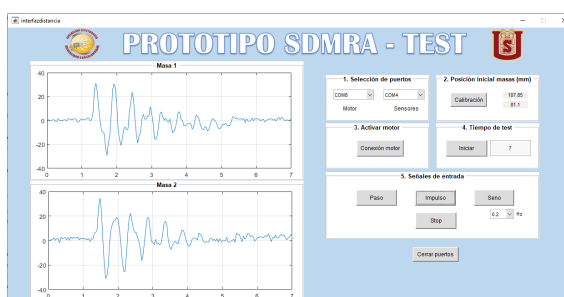 interfazdistancia
PROTOTIPO SDMRA - TEST
Masa 1
40
20
0
-20
-40
0 1 2 3 4 5 6 7
Masa 2
40
20
0
-20
-40
0 1 2 3 4 5 6 7
1. Selección de puertos
COM8 COM4
Motor Sensores
2. Posición inicial masas (mm)
Calibración
107.85
81.1
3. Activar motor
Conexión motor
4. Tiempo de test
Iniciar 7
5. Señales de entrada
Paso Impulso Seno
Stop 0.2 Hz
Cerrar puertos